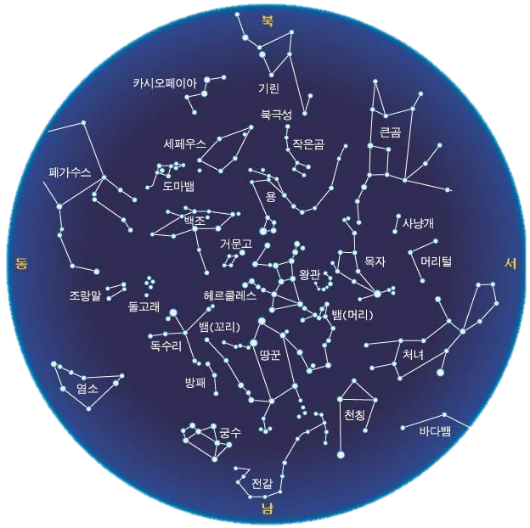 북
카시오페이아
기린
북극성
큰곰
세페우스
작은곰
페가수스
도마뱀
용
백조
사냥개
거문고
동
왕관
목자
머리털
서
조랑말
돌고래
헤르쿨레스
뱀(머리)
뱀(꼬리)
독수리
땅꾼
처녀
방패
염소
천칭
바다뱀
궁수
전갈
남